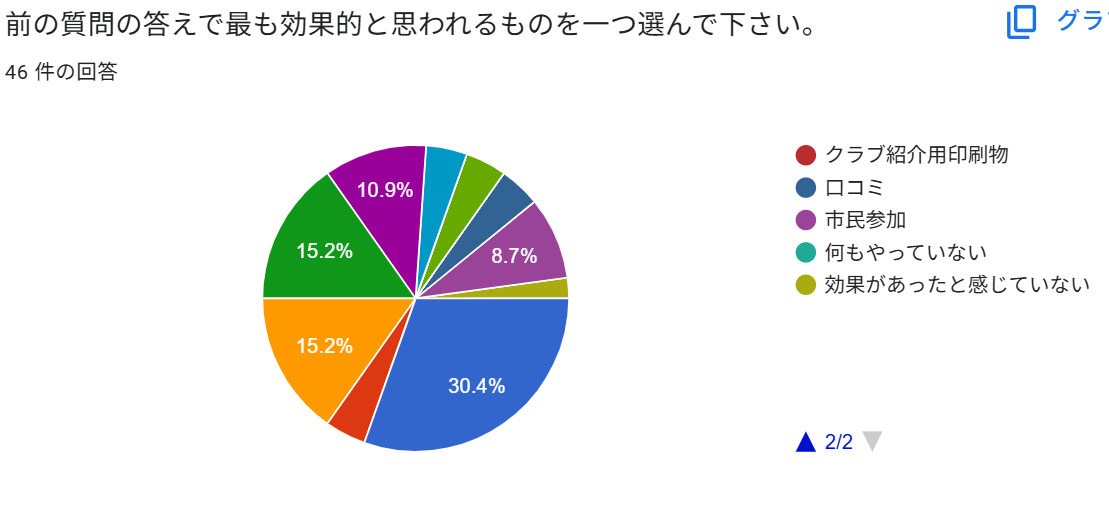 前の質問の答えで最も効果的と思われるものを一つ選んで下さい。
グラ
46 件の回答
クラブ紹介用印刷物
口コミ
市民参加
何もやっていない
効果があったと感じていない
10.9%
15.2%
8.7%
15.2%
30.4%
2/2